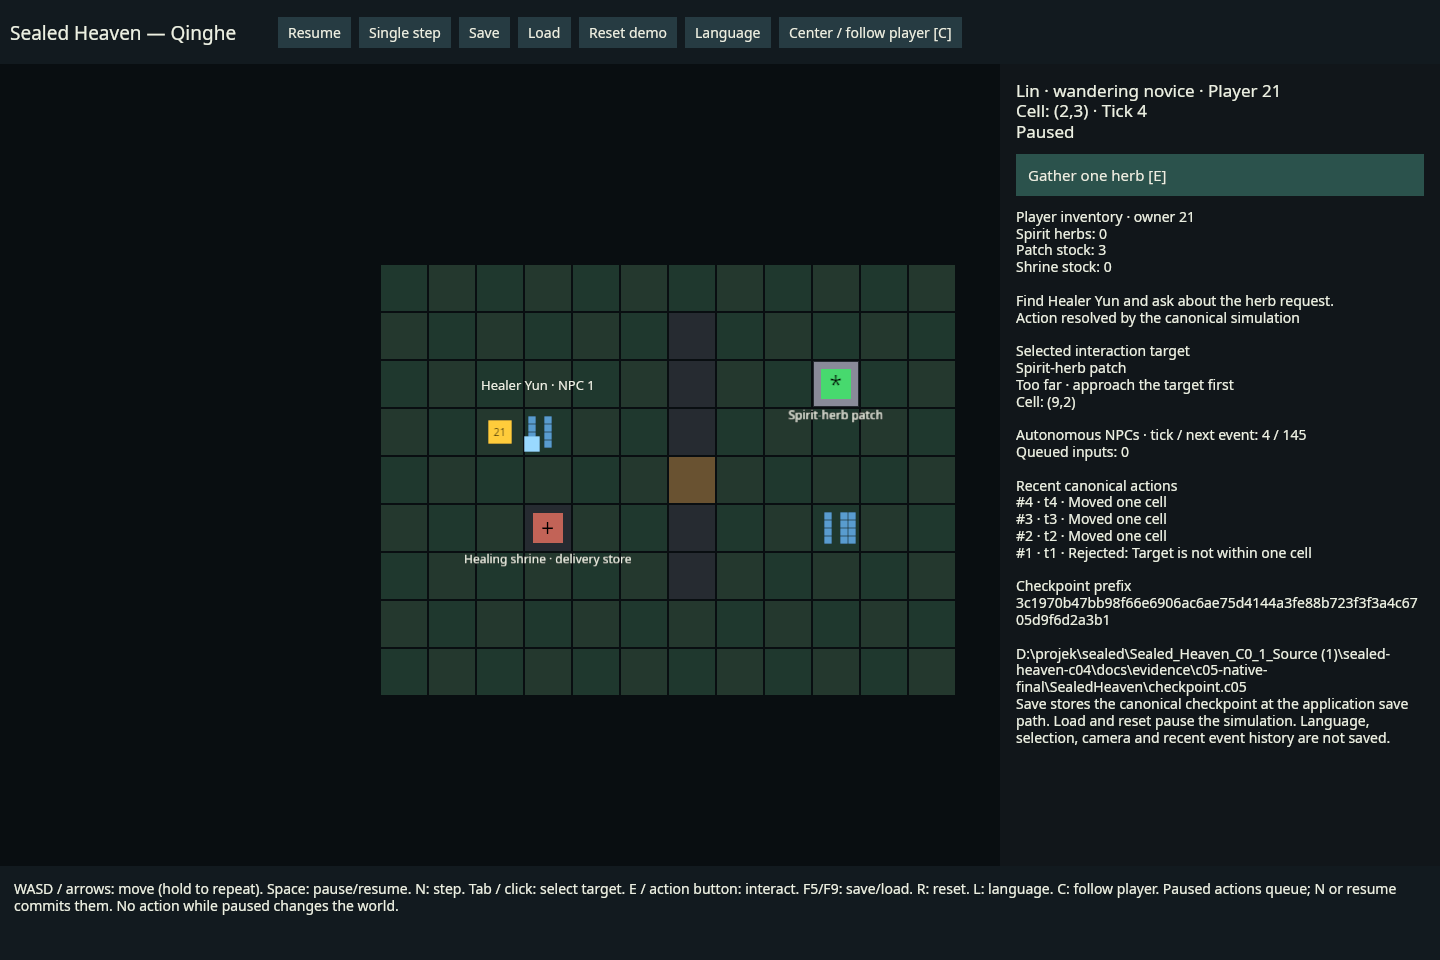 Sealed Heaven — Qinghe
Resume
Single step
Save
Load
Reset demo
Language
Center / follow player [C]
Lin · wandering novice · Player 21
Cell: (2,3) · Tick 4
Paused
Gather one herb [E]
Player inventory · owner 21
Spirit herbs: 0
Patch stock: 3
Shrine stock: 0
Find Healer Yun and ask about the herb request.
Action resolved by the canonical simulation
Selected interaction target
Spirit-herb patch
Too far · approach the target first
Cell: (9,2)
Autonomous NPCs · tick / next event: 4 / 145
Queued inputs: 0
Recent canonical actions
#4 · t4 · Moved one cell
#3 · t3 · Moved one cell
#2 · t2 · Moved one cell
#1 · t1 · Rejected: Target is not within one cell
Checkpoint prefix
3c1970b47bb98f66e6906ac6ae75d4144a3fe88b723f3f3a4c67
05d9f6d2a3b1
D:\projek\sealed\Sealed_Heaven_C0_1_Source (1)\sealed-
heaven-c04\docs\evidence\c05-native-
final\SealedHeaven\checkpoint.c05
Save stores the canonical checkpoint at the application save
path. Load and reset pause the simulation. Language,
selection, camera and recent event history are not saved.
Healer Yun · NPC 1
*
Spirit-herb patch
21
+
Healing shrine · delivery store
WASD / arrows: move (hold to repeat). Space: pause/resume. N: step. Tab / click: select target. E / action button: interact. F5/F9: save/load. R: reset. L: language. C: follow player. Paused actions queue; N or resume
commits them. No action while paused changes the world.